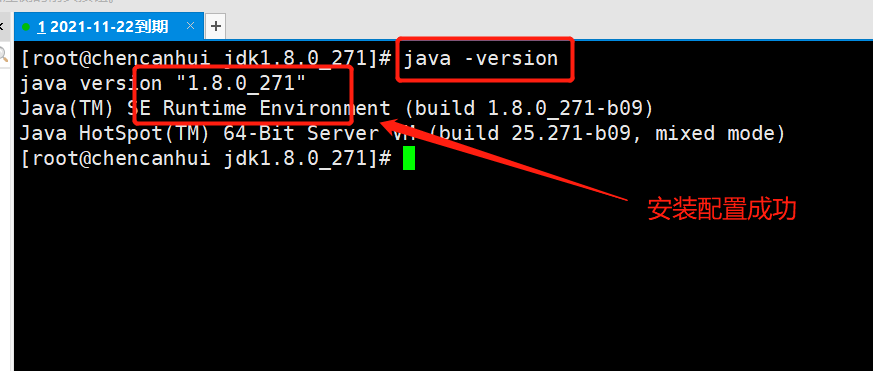 1 2021-11-22到期
[root@chencanhui jdk1.8.0_271]# java -version
java version "1.8.0_271"
Java(TM) SE Runtime Environment (build 1.8.0_271-b09)
Java HotSpot(TM) 64-Bit Server VM (build 25.271-b09, mixed mode)
[root@chencanhui jdk1.8.0_271]#
安装配置成功